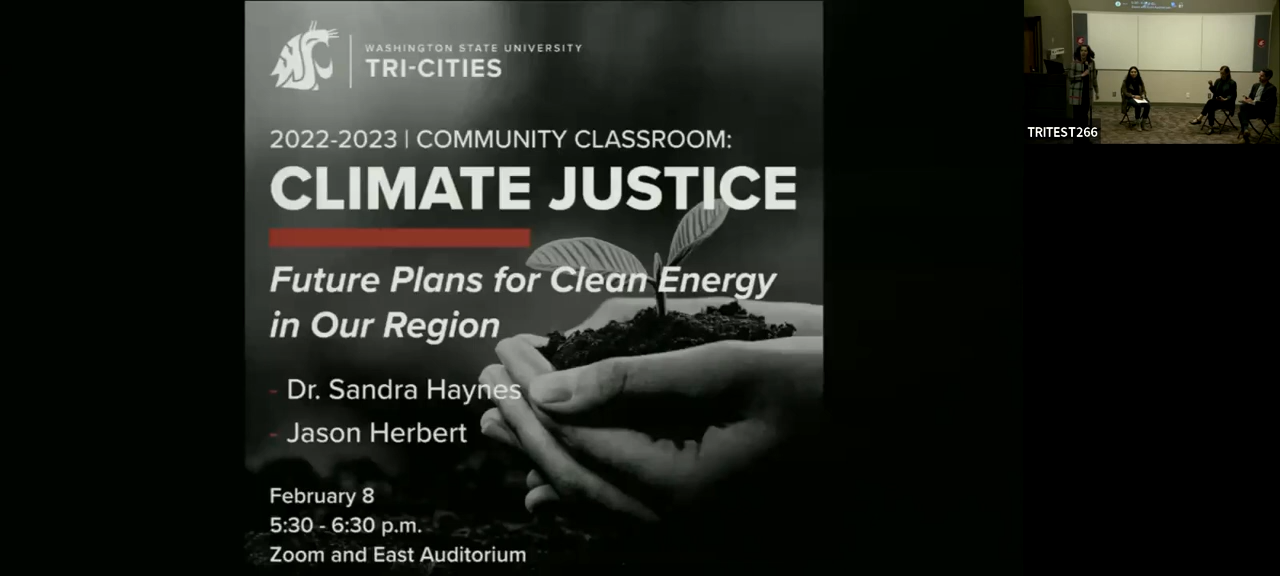 WASHINGTON STATE UNIVERSITY
TRI-CITIES
2022-2023 | COMMUNITY CLASSROOM:
CLIMATE JUSTICE
Future Plans for Clean Energy
in Our Region
- Dr. Sandra Haynes
- Jason Herbert
February 8
5:30 - 6:30 p.m.
Zoom and East Auditorium
TRITEST266